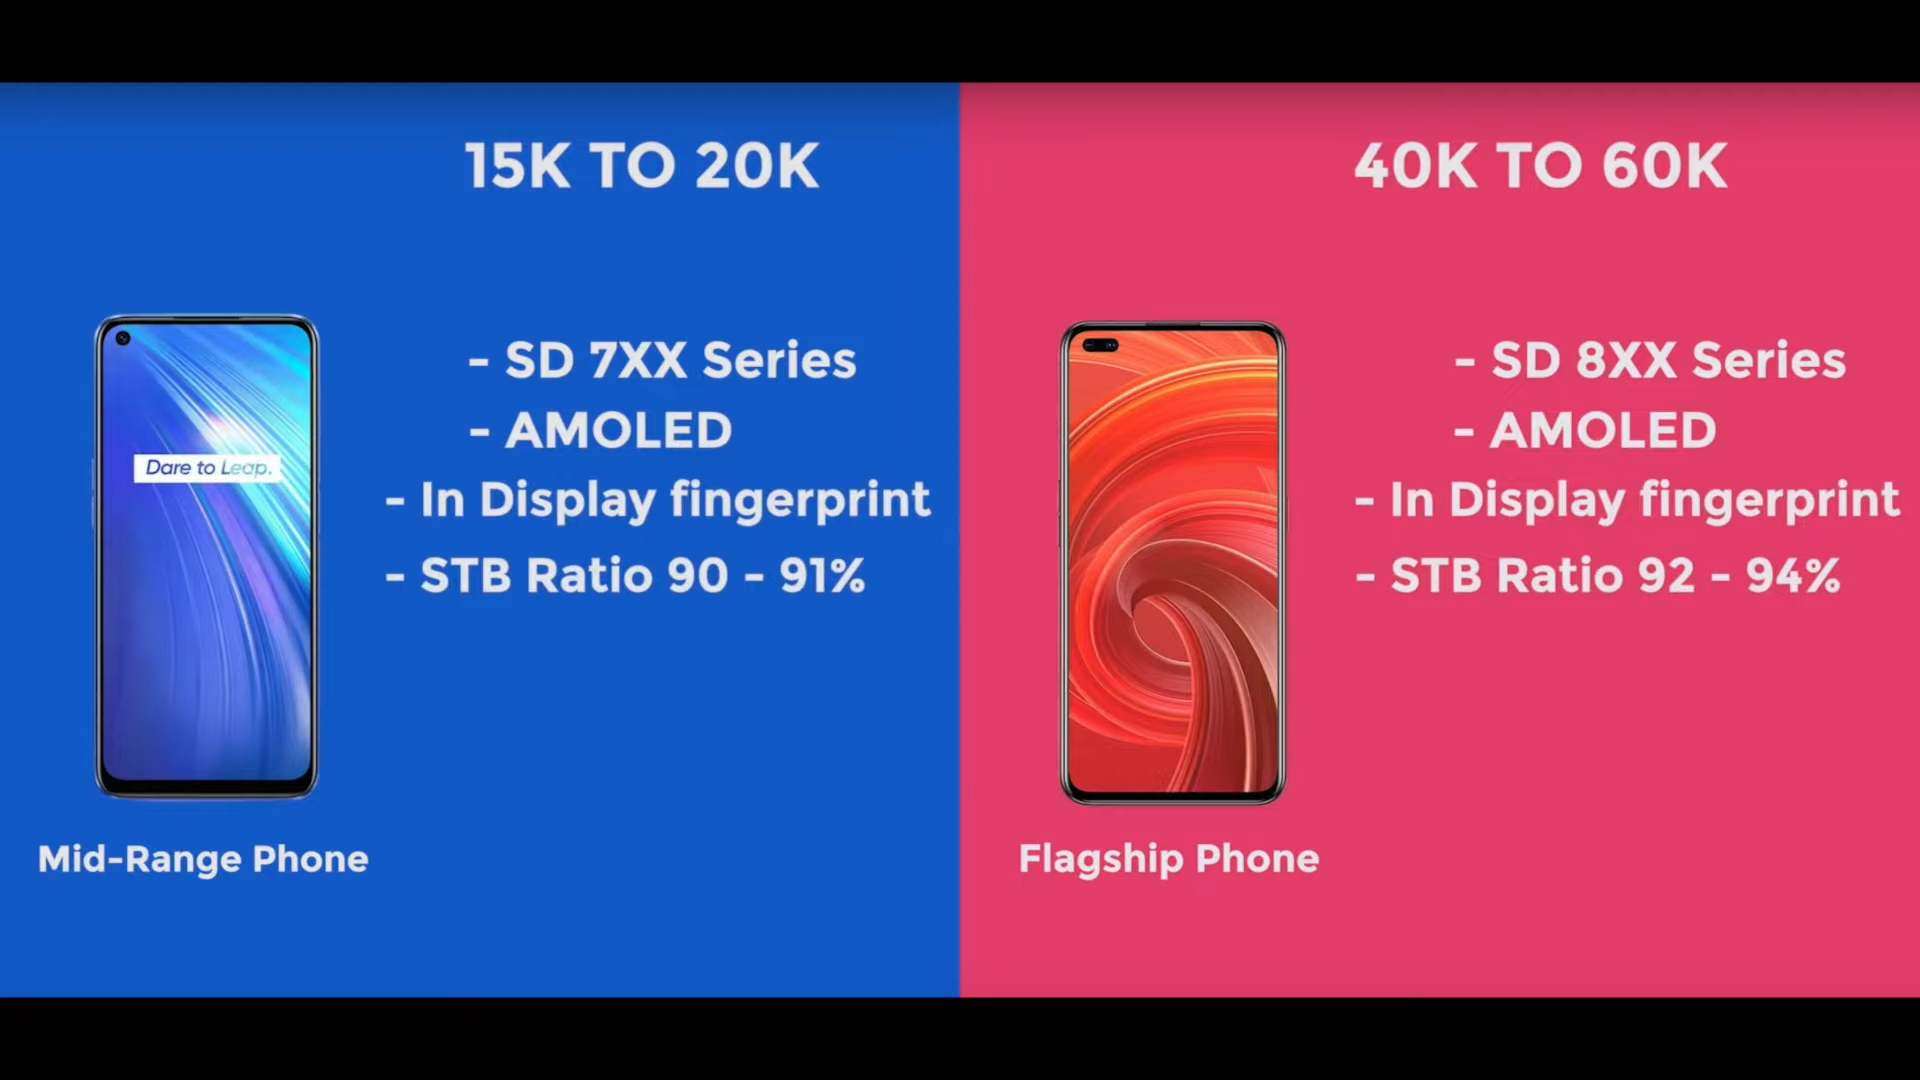 15K TO 20K
- SD 7XX Series
- AMOLED
- In Display fingerprint
- STB Ratio 90 - 91%
Dare to Leap.
Mid-Range Phone
40K TO 60K
- SD 8XX Series
- AMOLED
- In Display fingerprint
- STB Ratio 92 - 94%
Flagship Phone